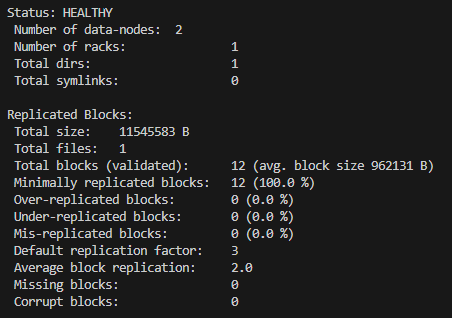 Status: HEALTHY
Number of data-nodes: 2
Number of racks: 1
Total dirs: 1
Total symlinks: 0

Replicated Blocks:
Total size: 11545583 B
Total files: 1
Total blocks (validated): 12 (avg. block size 962131 B)
Minimally replicated blocks: 12 (100.0 %)
Over-replicated blocks: 0 (0.0 %)
Under-replicated blocks: 0 (0.0 %)
Mis-replicated blocks: 0 (0.0 %)
Default replication factor: 3
Average block replication: 2.0
Missing blocks: 0
Corrupt blocks: 0